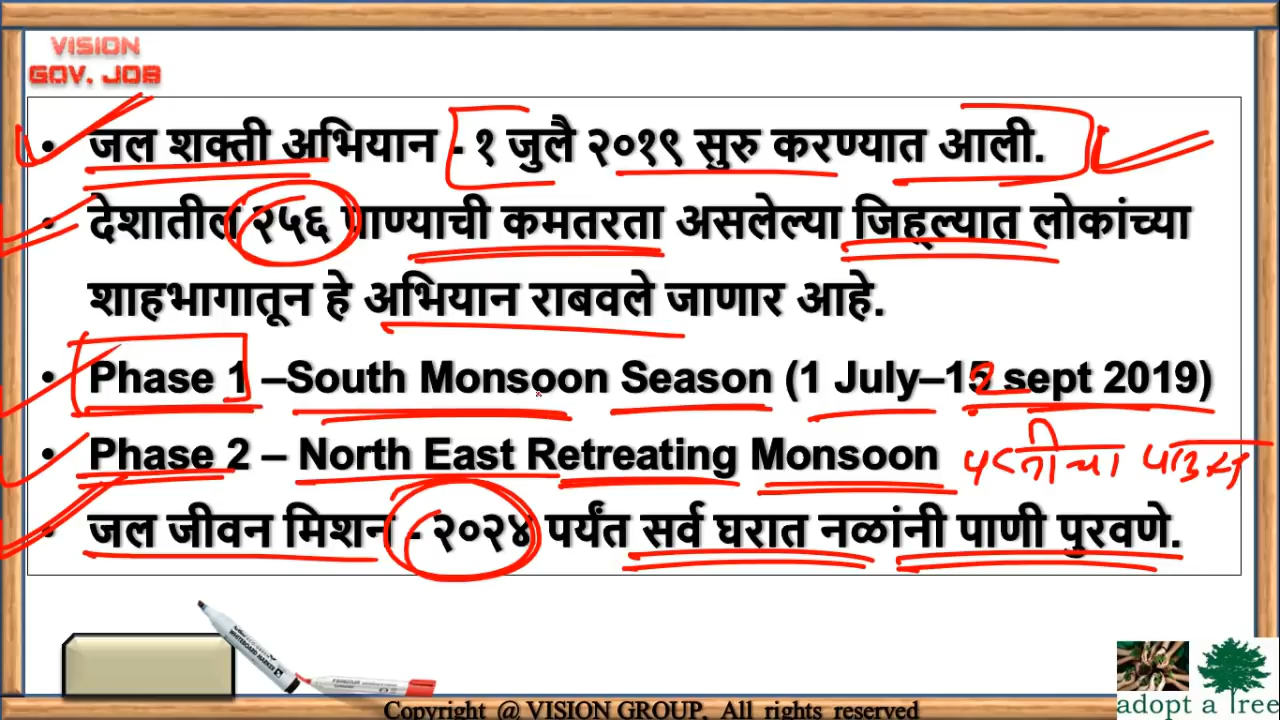 VISION
GOV. JOB
• जल शक्ती अभियान - १ जुलै २०१९ सुरु करण्यात आली.
• देशातील २५६ पाण्याची कमतरता असलेल्या जिह्ल्यात लोकांच्या
शाहभागातून हे अभियान राबवले जाणार आहे.
• Phase 1 –South Monsoon Season (1 July–15 sept 2019)
• Phase 2 – North East Retreating Monsoon परतीचा पाऊस
• जल जीवन मिशन - २०२४ पर्यंत सर्व घरात नळांनी पाणी पुरवणे.
adopt a Tree
Copyright @ VISION GROUP. All rights reserved